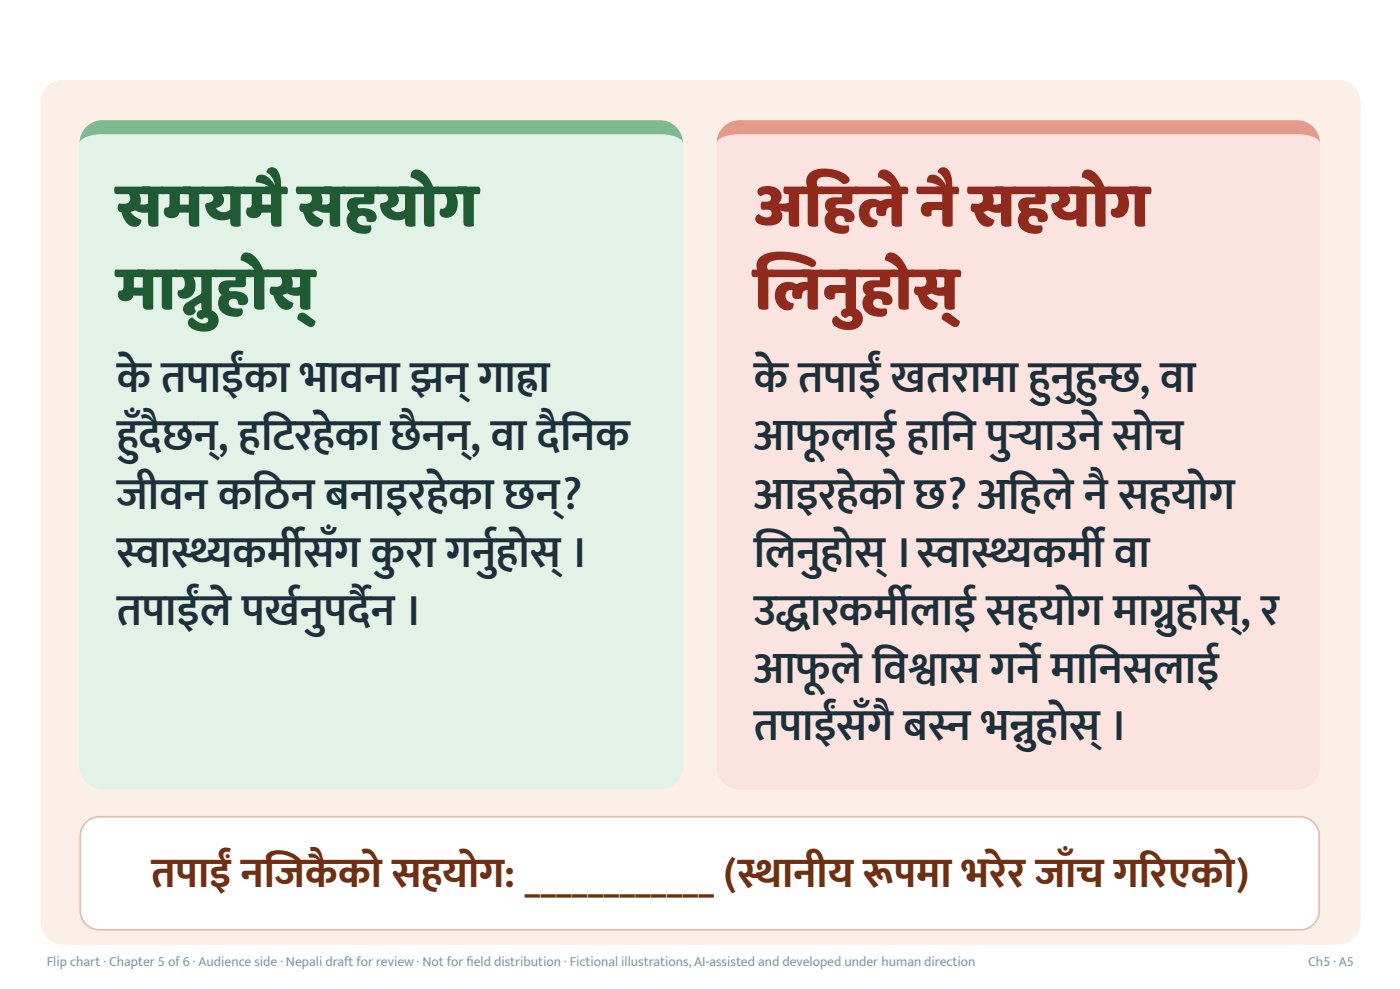 समयमै सहयोग
माग्नुहोस्
के तपाईंका भावना झन् गाह्रा
हुँदैछन्, हटिरहेका छैनन्, वा दैनिक
जीवन कठिन बनाइरहेका छन्?
स्वास्थ्यकर्मीसँग कुरा गर्नुहोस् ।
तपाईंले पर्खनुपर्दैन ।
अहिले नै सहयोग
लिनुहोस्
के तपाईं खतरामा हुनुहुन्छ, वा
आफूलाई हानि पुर्‍याउने सोच
आइरहेको छ? अहिले नै सहयोग
लिनुहोस् । स्वास्थ्यकर्मी वा
उद्धारकर्मीलाई सहयोग माग्नुहोस्, र
आफूले विश्वास गर्ने मानिसलाई
तपाईंसँगै बस्न भन्नुहोस् ।
तपाईं नजिकैको सहयोग: ____________ (स्थानीय रूपमा भरेर जाँच गरिएको)
Flip chart · Chapter 5 of 6 · Audience side · Nepali draft for review · Not for field distribution · Fictional illustrations, AI-assisted and developed under human direction
Ch5 · A5